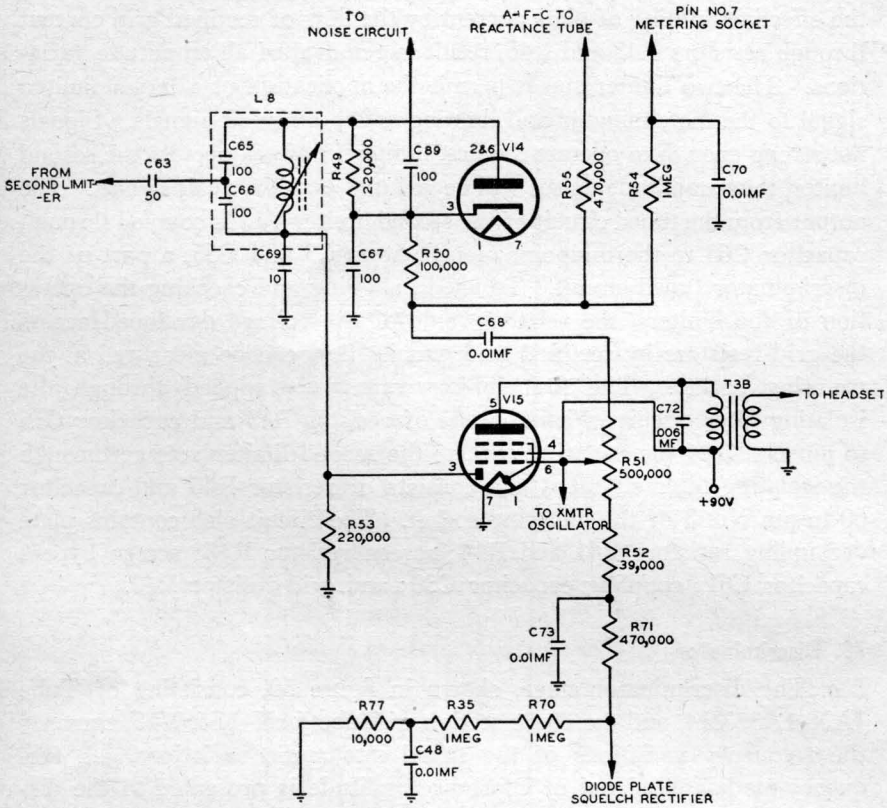 TO
NOISE CIRCUIT
A-I-F-C TO
REACTANCE TUBE
PIN NO.7
METERING SOCKET
L8
C65
100
C66
100
FROM
SECOND LIMIT
-ER
C63
50
R49
220,000
C89
100
2&6
V14
3
1
7
R55
470,000
R54
1MEG
C70
0.01MF
C69
10
C67
100
R50
100,000
C68
0.01MF
5
V15
4
3
6
7
1
C72
.006
MF
T3B
TO HEADSET
+90V
R51
500,000
TO XMTR
OSCILLATOR
R53
220,000
R52
39,000
C73
0.01MF
R71
470,000
R77
10,000
R35
1MEG
R70
1MEG
C48
0.01MF
DIODE PLATE
SQUELCH RECTIFIER